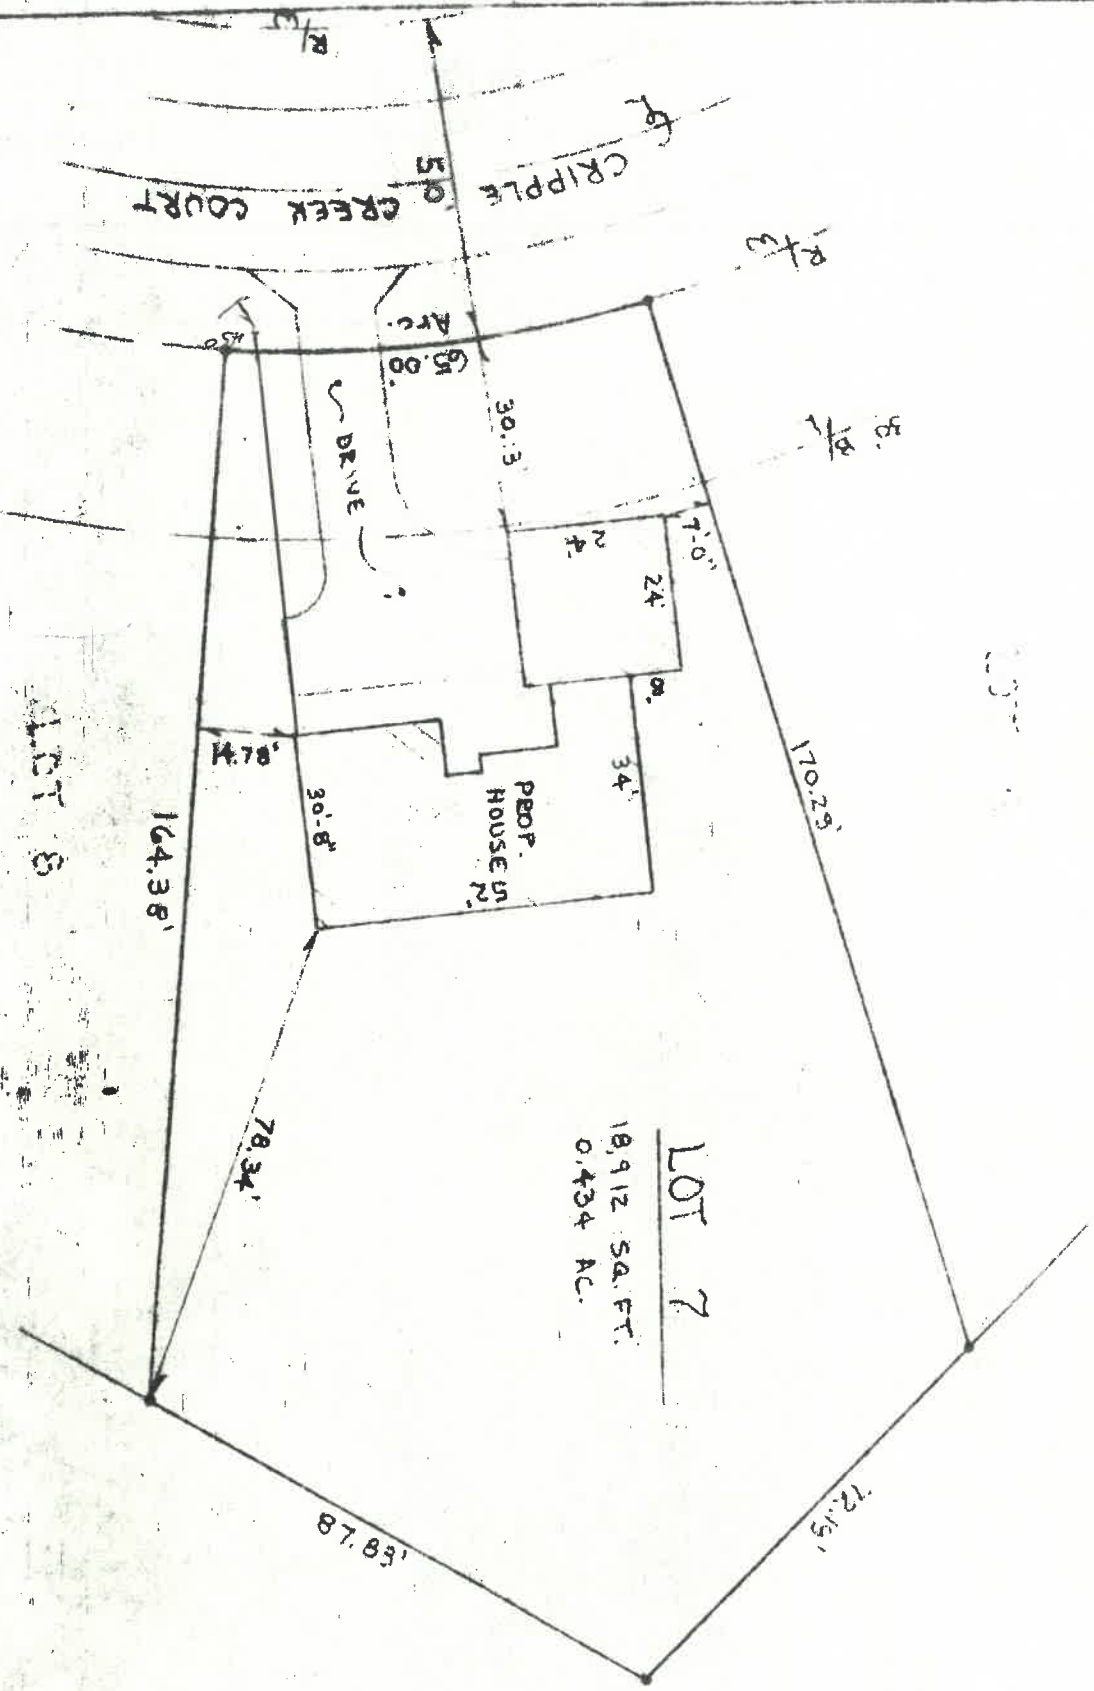 R/W
50'
CRIPPLE CREEK COURT
R/W
Arc.
65.00'
DRIVE
30.13
24'
7'-0"
24'
8'
34'
14.78'
30'-8"
PROP.
HOUSE
52'
170.29'
164.38'
LOT 8
78.34'
LOT 7
18,912 SQ. FT.
0.434 AC.
87.83'
72.15'